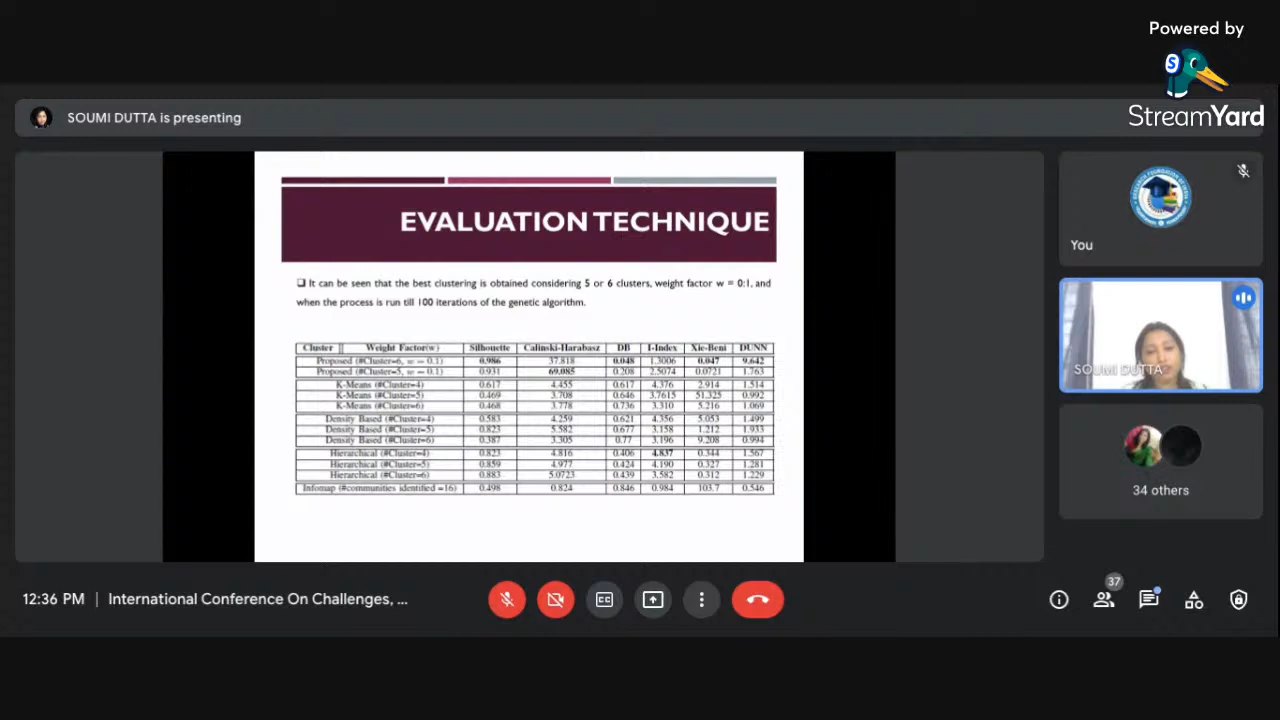 Powered by
StreamYard
SOUMI DUTTA is presenting
EVALUATION TECHNIQUE
It can be seen that the best clustering is obtained considering 5 or 6 clusters, weight factor w = 0:1, and
when the process is run till 100 iterations of the genetic algorithm.
Cluster || Weight Factor(w) Silhouette Calinski-Harabasz DB I-Index Xie-Beni DUNN
Proposed (#Cluster=6, w = 0.1) 0.986 37.818 0.048 1.3006 0.047 9.642
Proposed (#Cluster=5, w = 0.1) 0.931 69.085 0.208 2.5074 0.0721 1.763
K-Means (#Cluster=4) 0.617 4.455 0.617 4.376 2.914 1.514
K-Means (#Cluster=5) 0.469 3.708 0.646 3.7615 51.325 0.992
K-Means (#Cluster=6) 0.468 3.778 0.736 3.310 5.216 1.069
Density Based (#Cluster=4) 0.583 4.259 0.621 4.356 5.053 1.499
Density Based (#Cluster=5) 0.823 5.582 0.677 3.158 1.212 1.933
Density Based (#Cluster=6) 0.387 3.305 0.77 3.196 9.208 0.994
Hierarchical (#Cluster=4) 0.823 4.816 0.406 4.837 0.344 1.567
Hierarchical (#Cluster=5) 0.859 4.977 0.424 4.190 0.327 1.281
Hierarchical (#Cluster=6) 0.883 5.0723 0.439 3.582 0.312 1.229
Infomap (#communities identified =16) 0.498 0.824 0.846 0.984 103.7 0.546
You
SOUMI DUTTA
34 others
12:36 PM | International Conference On Challenges, ...
CC
37